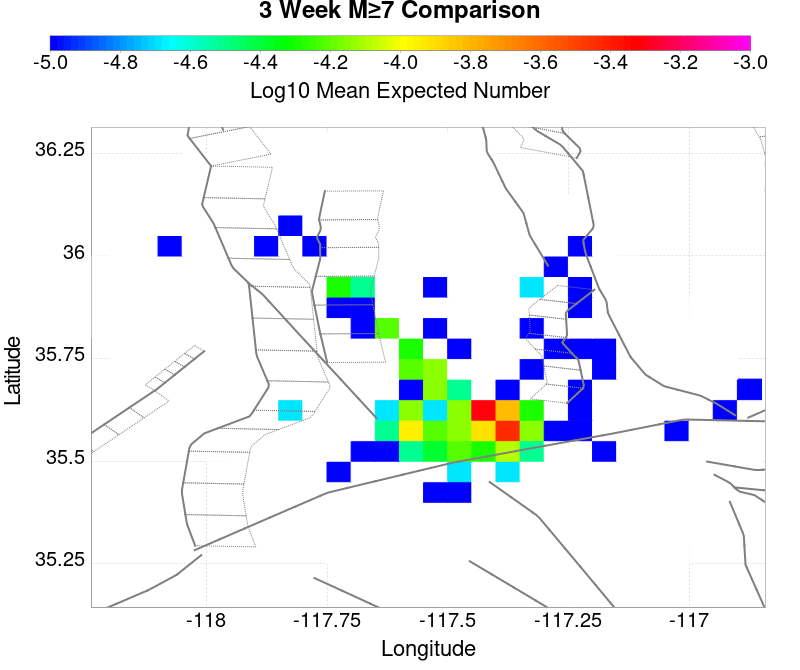 3 Week M≥7 Comparison
-5.0 -4.8 -4.6 -4.4 -4.2 -4.0 -3.8 -3.6 -3.4 -3.2 -3.0
Log10 Mean Expected Number
36.25
36
35.75
35.5
35.25
Latitude
-118 -117.75 -117.5 -117.25 -117
Longitude